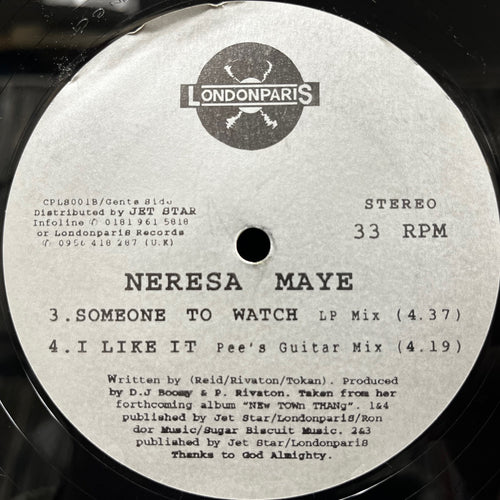 LONDONPARIS
CPLS001B/Gents Side
Distributed by JET STAR
Infoline ✆ 0181 961 5818
or LondonpariS Records
✆ 0956 418 287 (U.K)
STEREO
33 RPM
NERESA MAYE
3.SOMEONE TO WATCH LP Mix (4.37)
4.I LIKE IT Pee's Guitar Mix (4.19)
Written by (Reid/Rivaton/Tokan). Produced
by D.J Boomy & P. Rivaton. Taken from her
forthcoming album "NEW TOWN THANg". 1&4
published by Jet Star/LondonpariS/Ron
dor Music/Sugar Biscuit Music. 2&3
published by Jet Star/LondonpariS
Thanks to God Almighty.